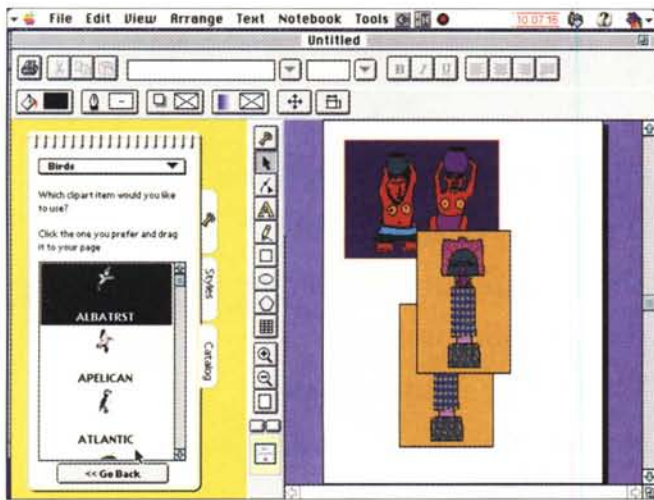 File Edit View Arrange Text Notebook Tools 10:07:16
Untitled
B I U
Birds
Which clipart item would you like
to use?
Click the one you prefer and drag
it to your page
ALBATRST
APELICAN
ATLANTIC
<< Go Back
Styles
Catalog
A